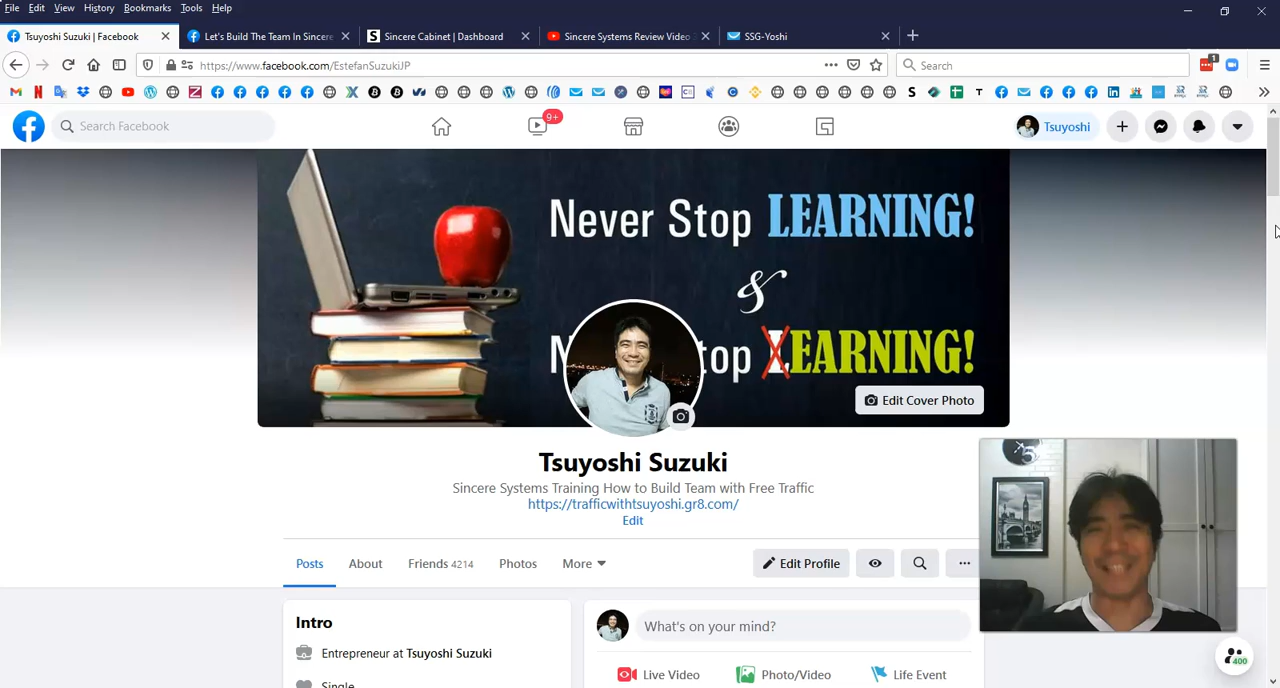 File Edit View History Bookmarks Tools Help
Tsuyoshi Suzuki | Facebook
Let's Build The Team In Sincere
Sincere Cabinet | Dashboard
Sincere Systems Review Video
SSG-Yoshi
https://www.facebook.com/EstefanSuzukiJP
Search
1
Search Facebook
9+
Tsuyoshi
Never Stop LEARNING!
&
N top LEARNING!
Edit Cover Photo
Tsuyoshi Suzuki
Sincere Systems Training How to Build Team with Free Traffic
https://trafficwithtsuyoshi.gr8.com/
Edit
Posts About Friends 4214 Photos More
Edit Profile
Intro
What's on your mind?
Entrepreneur at Tsuyoshi Suzuki
Live Video Photo/Video Life Event
Single
400